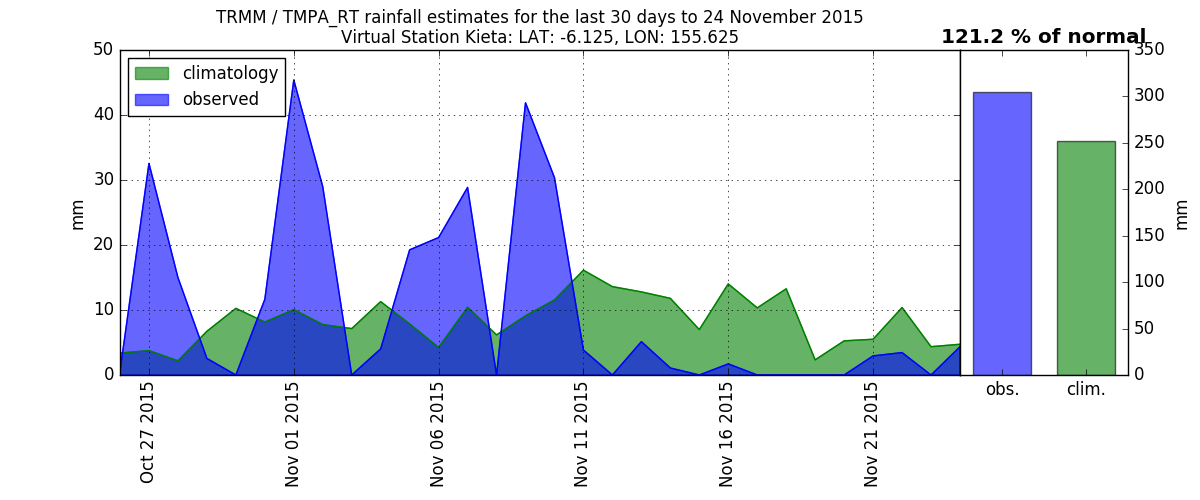 TRMM / TMPA_RT rainfall estimates for the last 30 days to 24 November 2015
Virtual Station Kieta: LAT: -6.125, LON: 155.625
121.2 % of normal
climatology
observed
50
40
30
20
10
0
mm
Oct 27 2015
Nov 01 2015
Nov 06 2015
Nov 11 2015
Nov 16 2015
Nov 21 2015
350
300
250
200
150
100
50
0
mm
obs.
clim.